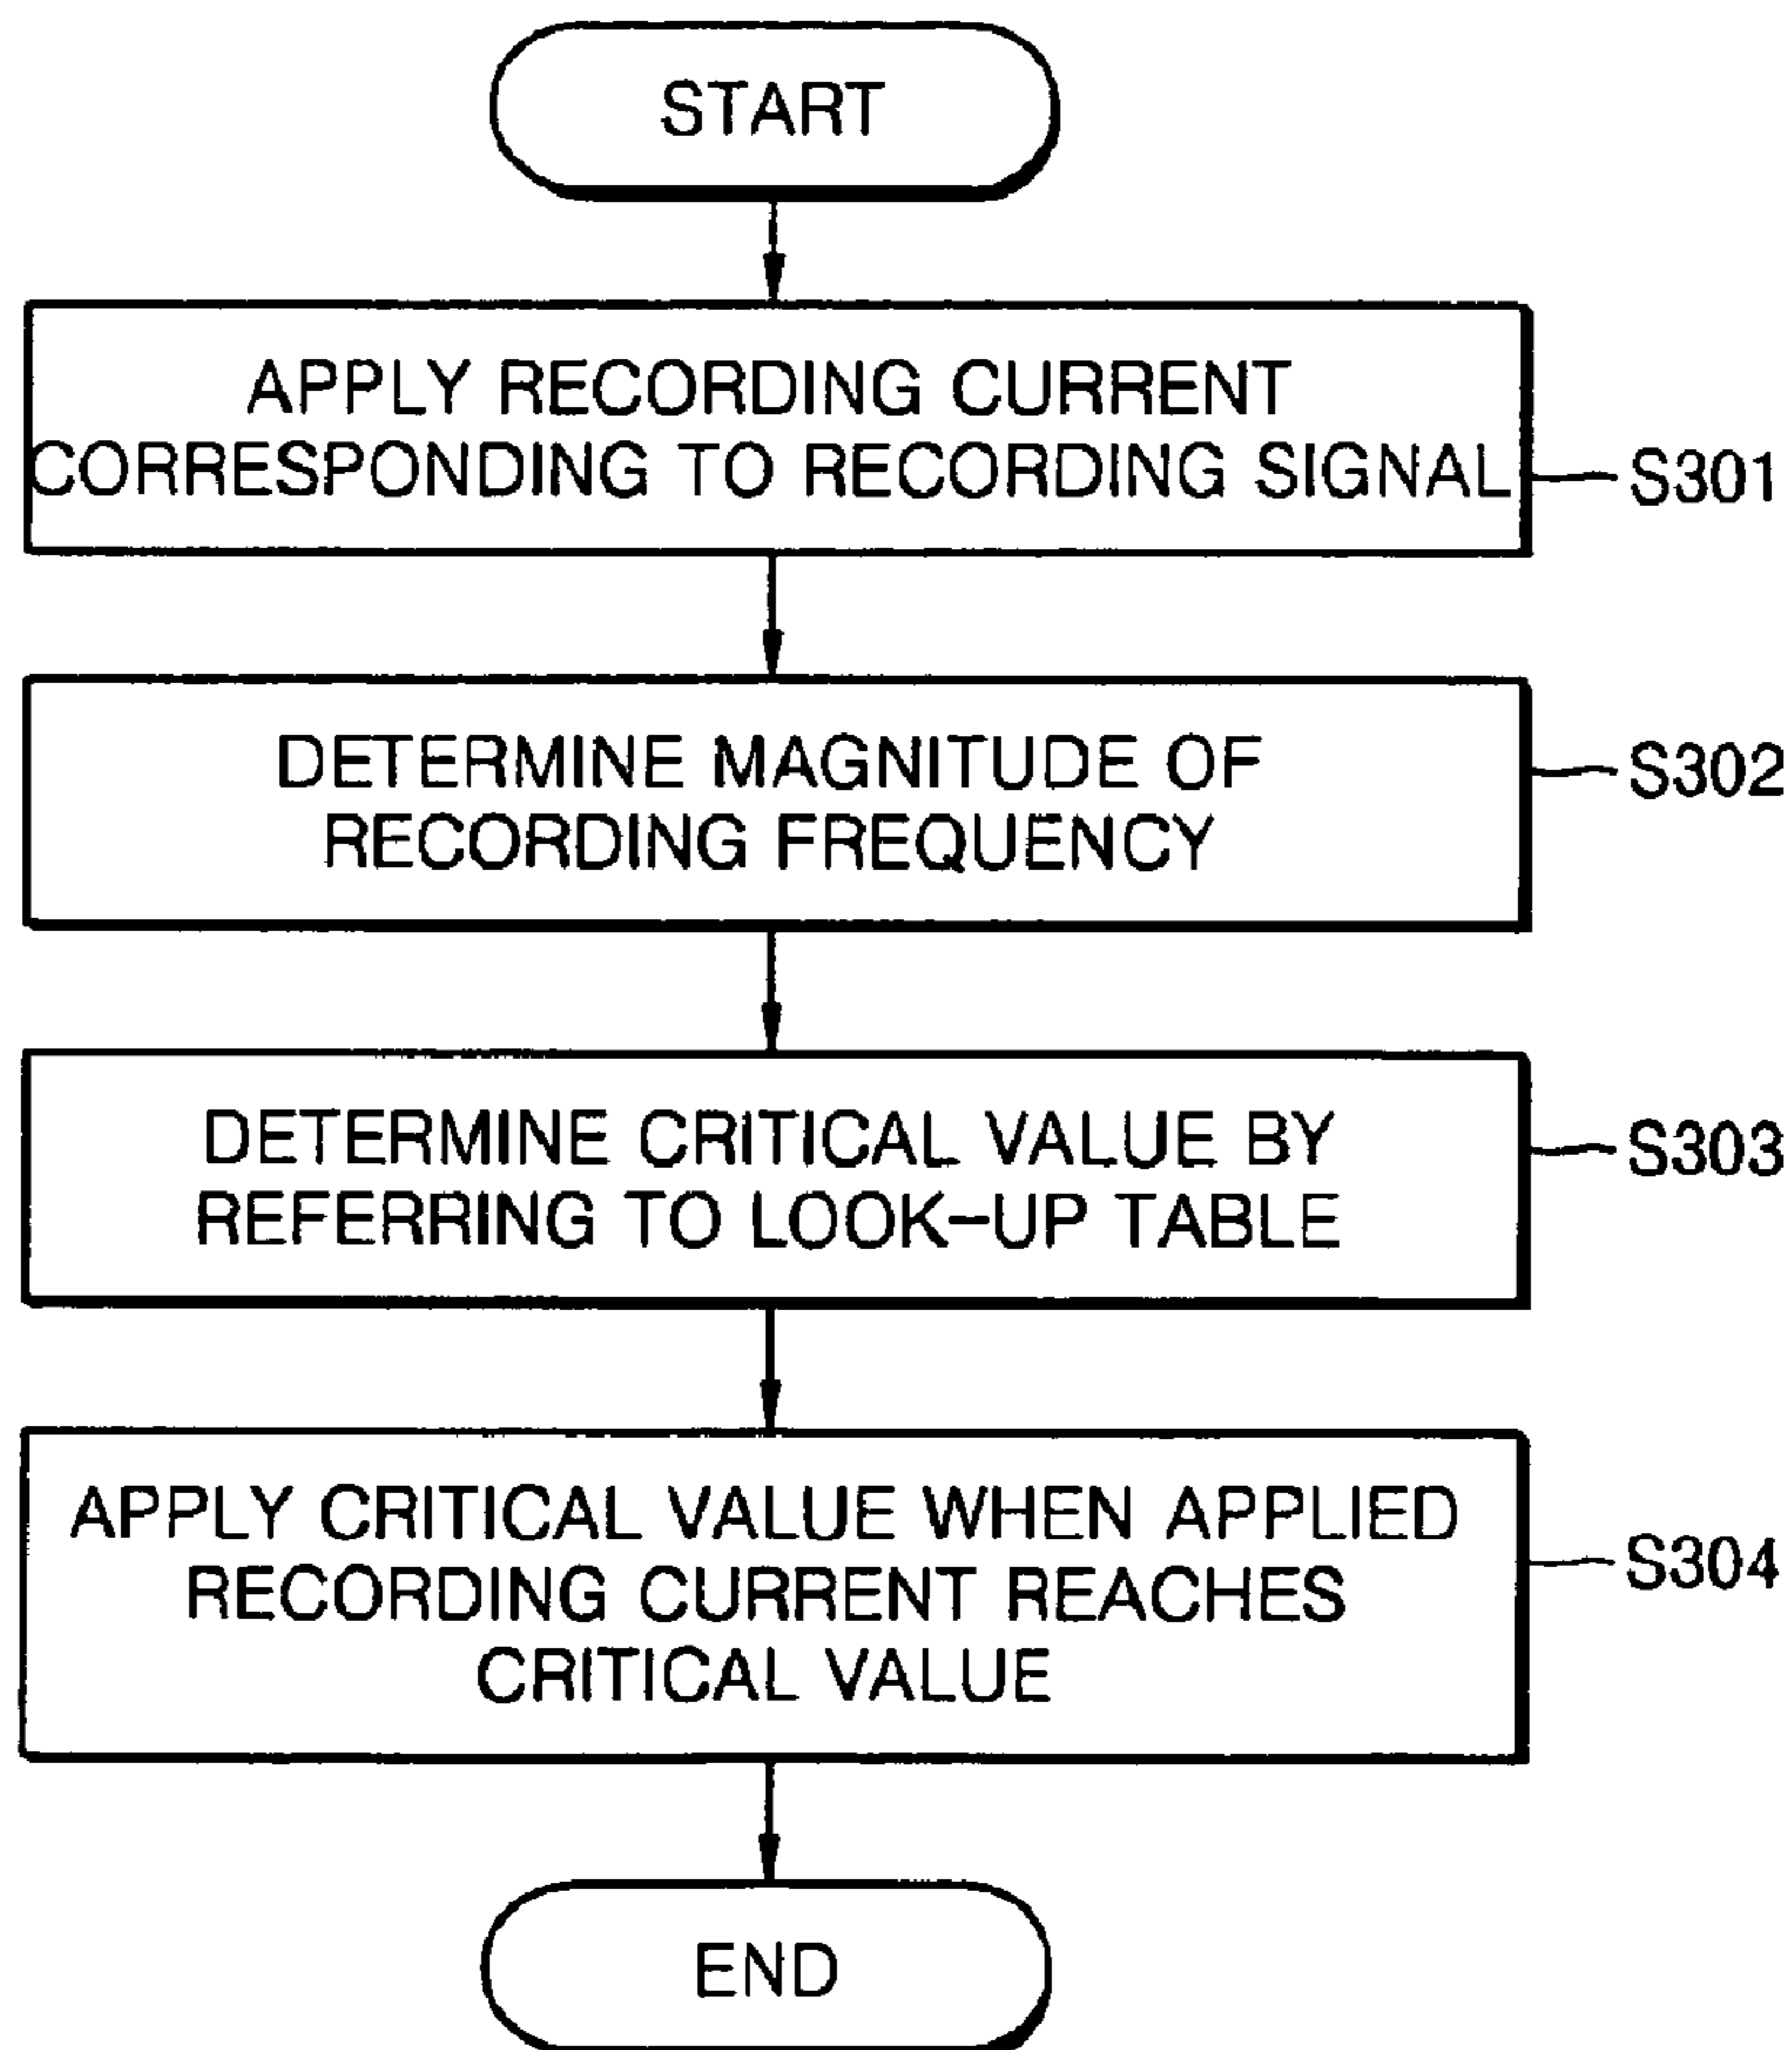 START
APPLY RECORDING CURRENT
CORRESPONDING TO RECORDING SIGNAL
S301
DETERMINE MAGNITUDE OF
RECORDING FREQUENCY
S302
DETERMINE CRITICAL VALUE BY
REFERRING TO LOOK-UP TABLE
S303
APPLY CRITICAL VALUE WHEN APPLIED
RECORDING CURRENT REACHES
CRITICAL VALUE
S304
END